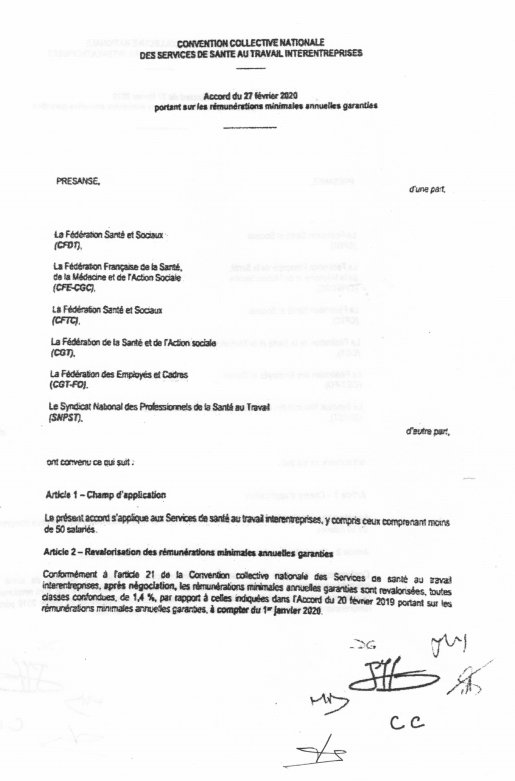 CONVENTION COLLECTIVE NATIONALE
DES SERVICES DE SANTE AU TRAVAIL INTERENTREPRISES
Accord du 27 février 2020
portant sur les rémunérations minimales annuelles garanties
PRESANSE,
d'une part,
La Fédération Santé et Sociaux
(CFDT),
La Fédération Française de la Santé,
de la Médecine et de l'Action Sociale
(CFE-CGC),
La Fédération Santé et Sociaux
(CFTC),
La Fédération de la Santé et de l'Action sociale
(CGT),
La Fédération des Employés et Cadres
(CGT-FO),
Le Syndicat National des Professionnels de la Santé au Travail
(SNPST),
d'autre part,
ont convenu ce qui suit :
Article 1 – Champ d'application
Le présent accord s'applique aux Services de santé au travail interentreprises, y compris ceux comprenant moins
de 50 salariés.
Article 2 – Revalorisation des rémunérations minimales annuelles garanties
Conformément à l'article 21 de la Convention collective nationale des Services de santé au travail
interentreprises, après négociation, les rémunérations minimales annuelles garanties sont revalorisées, toutes
classes confondues, de 1,4 %, par rapport à celles indiquées dans l'Accord du 20 février 2019 portant sur les
rémunérations minimales annuelles garanties, à compter du 1er janvier 2020.
CC